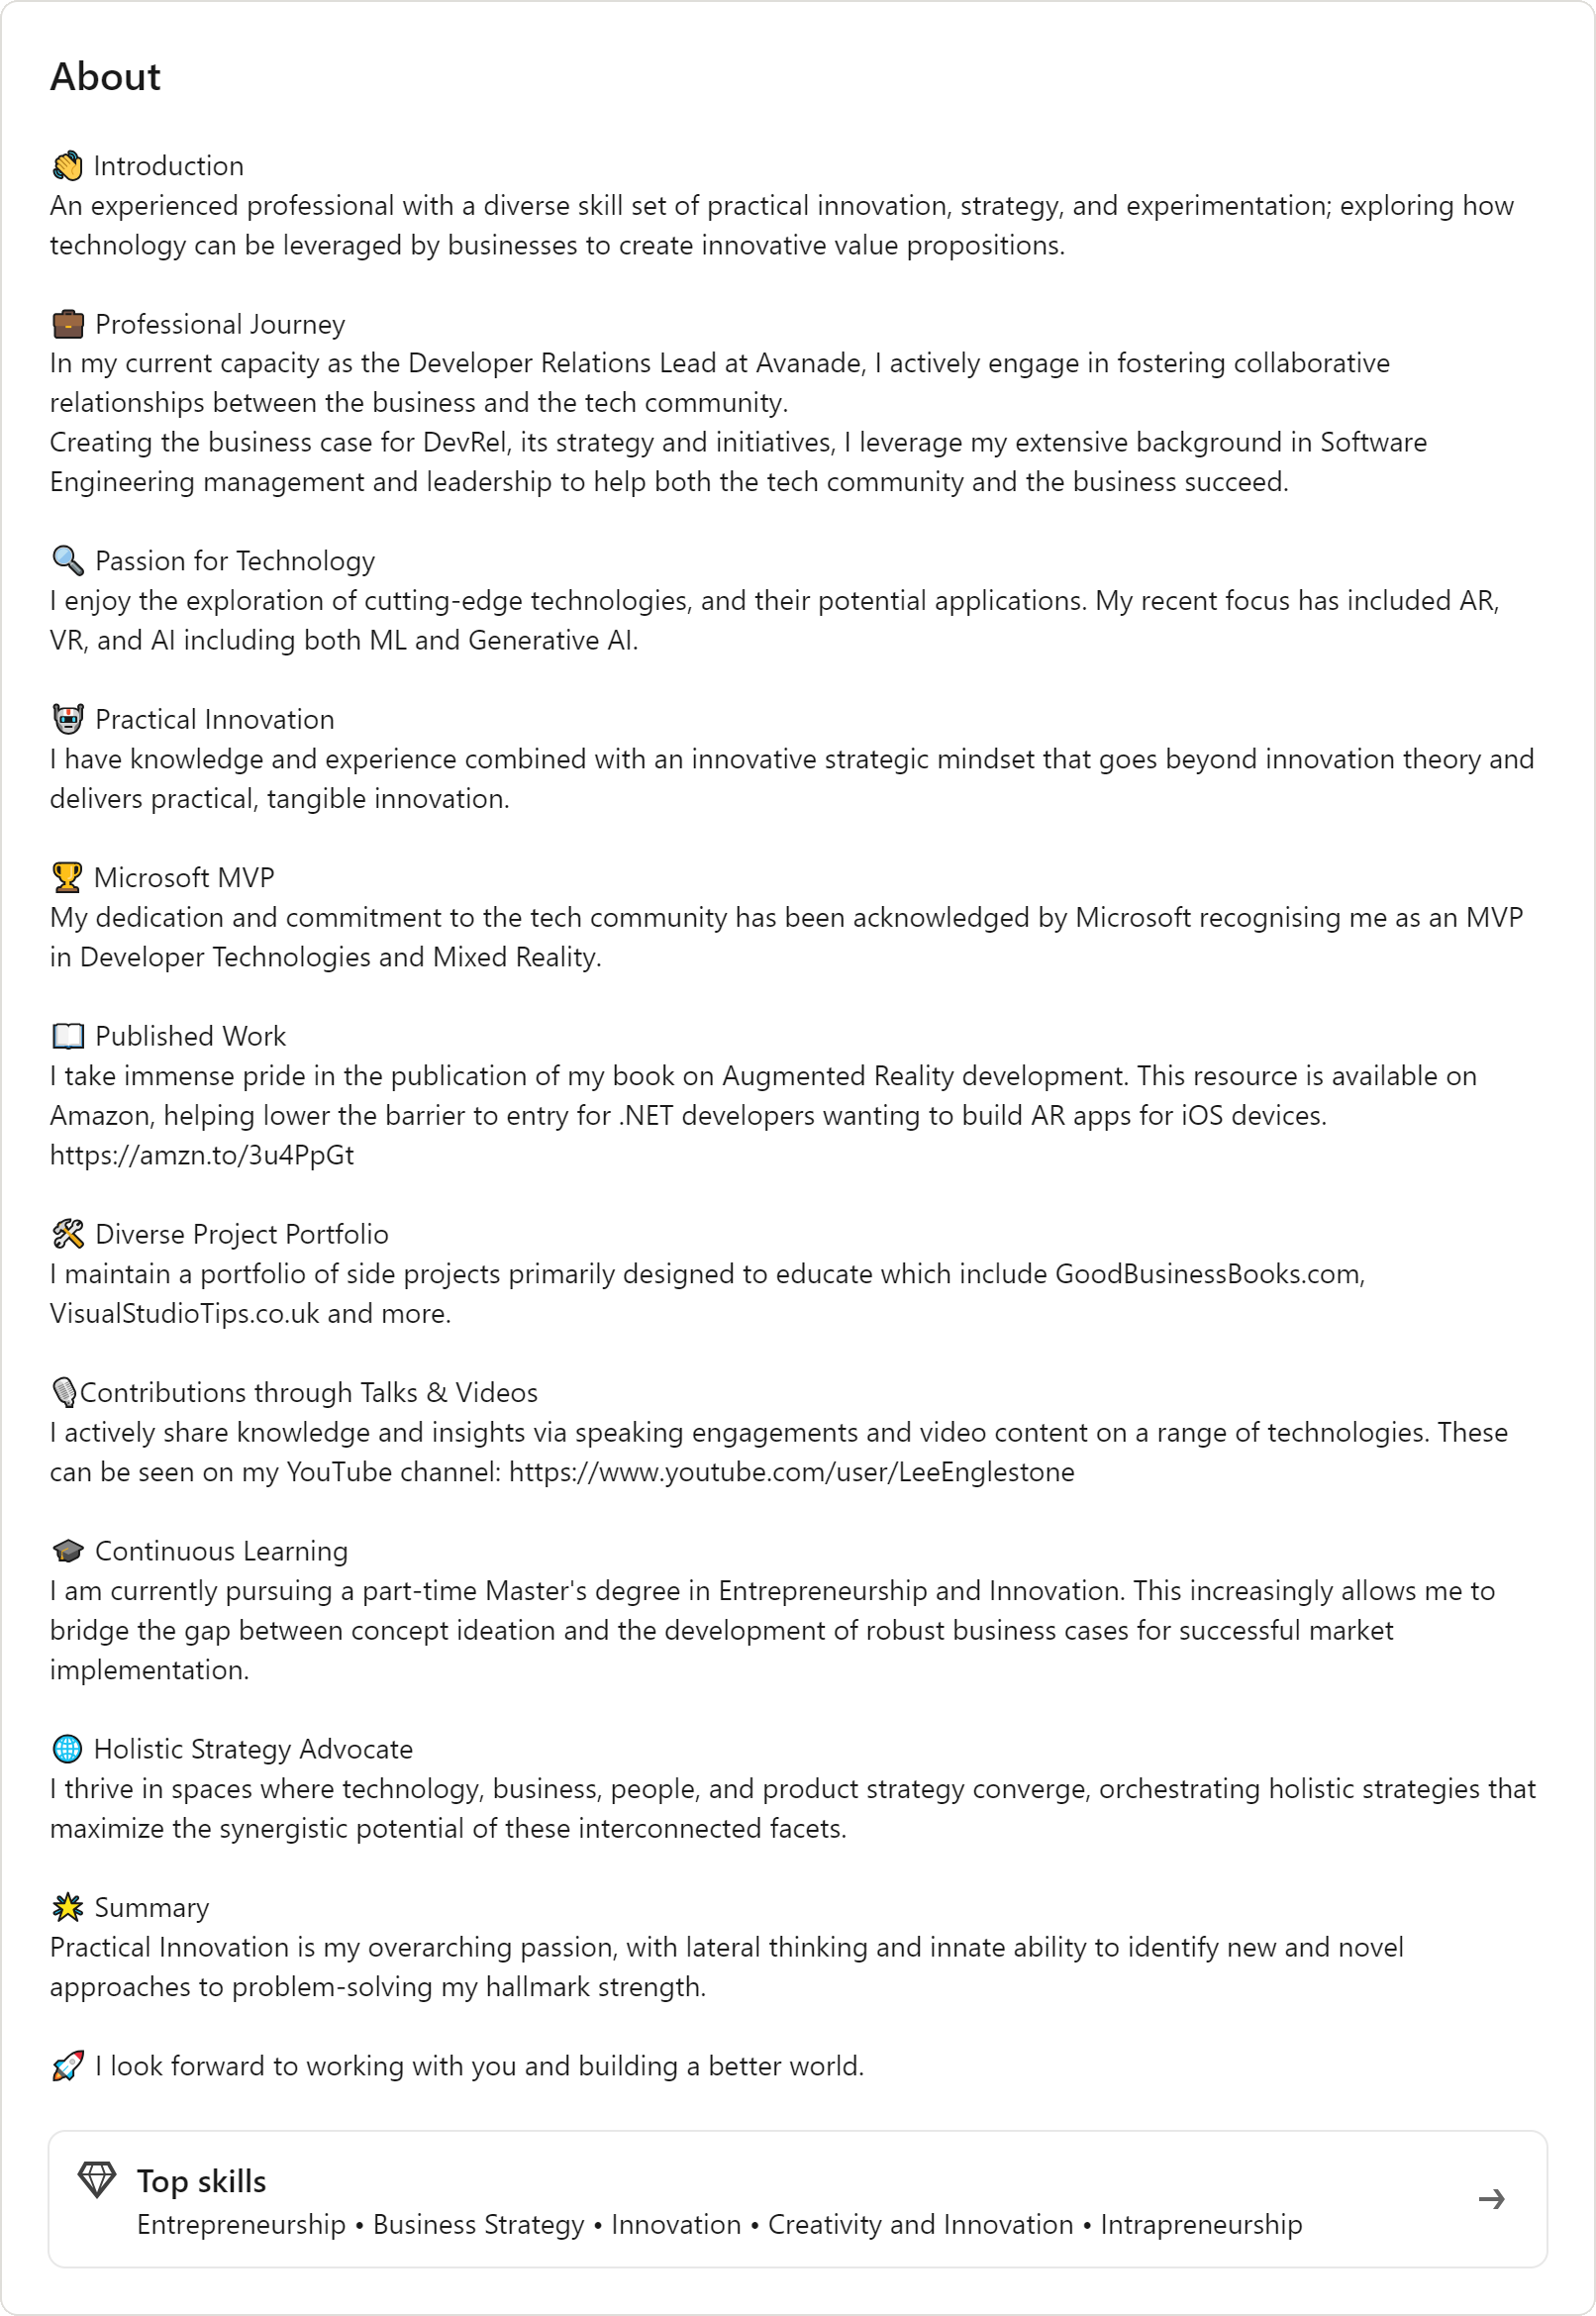 About
👋 Introduction
An experienced professional with a diverse skill set of practical innovation, strategy, and experimentation; exploring how
technology can be leveraged by businesses to create innovative value propositions.
💼 Professional Journey
In my current capacity as the Developer Relations Lead at Avanade, I actively engage in fostering collaborative
relationships between the business and the tech community.
Creating the business case for DevRel, its strategy and initiatives, I leverage my extensive background in Software
Engineering management and leadership to help both the tech community and the business succeed.
🔍 Passion for Technology
I enjoy the exploration of cutting-edge technologies, and their potential applications. My recent focus has included AR,
VR, and AI including both ML and Generative AI.
🤖 Practical Innovation
I have knowledge and experience combined with an innovative strategic mindset that goes beyond innovation theory and
delivers practical, tangible innovation.
🏆 Microsoft MVP
My dedication and commitment to the tech community has been acknowledged by Microsoft recognising me as an MVP
in Developer Technologies and Mixed Reality.
📖 Published Work
I take immense pride in the publication of my book on Augmented Reality development. This resource is available on
Amazon, helping lower the barrier to entry for .NET developers wanting to build AR apps for iOS devices.
https://amzn.to/3u4PpGt
🛠️ Diverse Project Portfolio
I maintain a portfolio of side projects primarily designed to educate which include GoodBusinessBooks.com,
VisualStudioTips.co.uk and more.
🎙️Contributions through Talks & Videos
I actively share knowledge and insights via speaking engagements and video content on a range of technologies. These
can be seen on my YouTube channel: https://www.youtube.com/user/LeeEnglestone
🎓 Continuous Learning
I am currently pursuing a part-time Master's degree in Entrepreneurship and Innovation. This increasingly allows me to
bridge the gap between concept ideation and the development of robust business cases for successful market
implementation.
🌐 Holistic Strategy Advocate
I thrive in spaces where technology, business, people, and product strategy converge, orchestrating holistic strategies that
maximize the synergistic potential of these interconnected facets.
🌟 Summary
Practical Innovation is my overarching passion, with lateral thinking and innate ability to identify new and novel
approaches to problem-solving my hallmark strength.
🚀 I look forward to working with you and building a better world.
Top skills
Entrepreneurship • Business Strategy • Innovation • Creativity and Innovation • Intrapreneurship